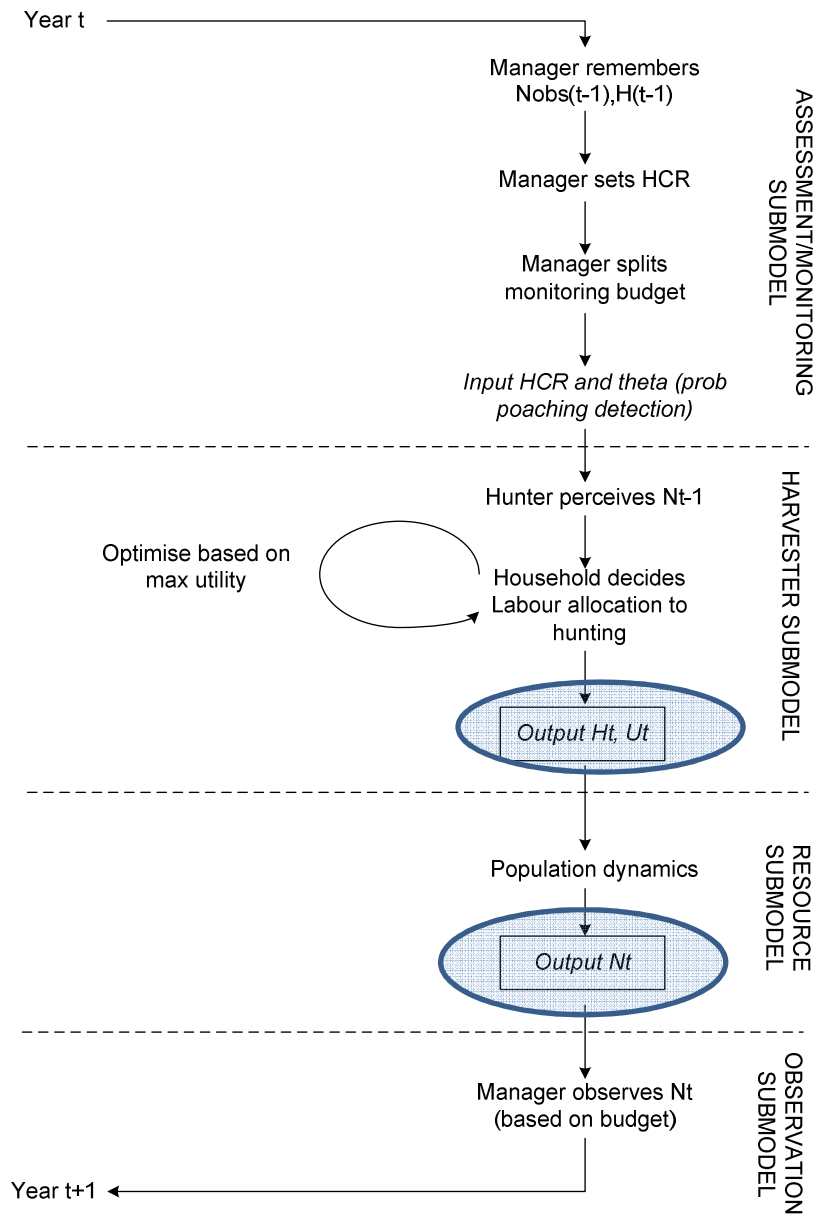 Year t
Manager remembers
Nobs(t-1),H(t-1)
Manager sets HCR
Manager splits
monitoring budget
Input HCR and theta (prob
poaching detection)
ASSESSMENT/MONITORING
SUBMODEL
Hunter perceives Nt-1
Optimise based on
max utility
Household decides
Labour allocation to
hunting
Output Ht, Ut
HARVESTER SUBMODEL
Population dynamics
Output Nt
RESOURCE
SUBMODEL
Manager observes Nt
(based on budget)
OBSERVATION
SUBMODEL
Year t+1